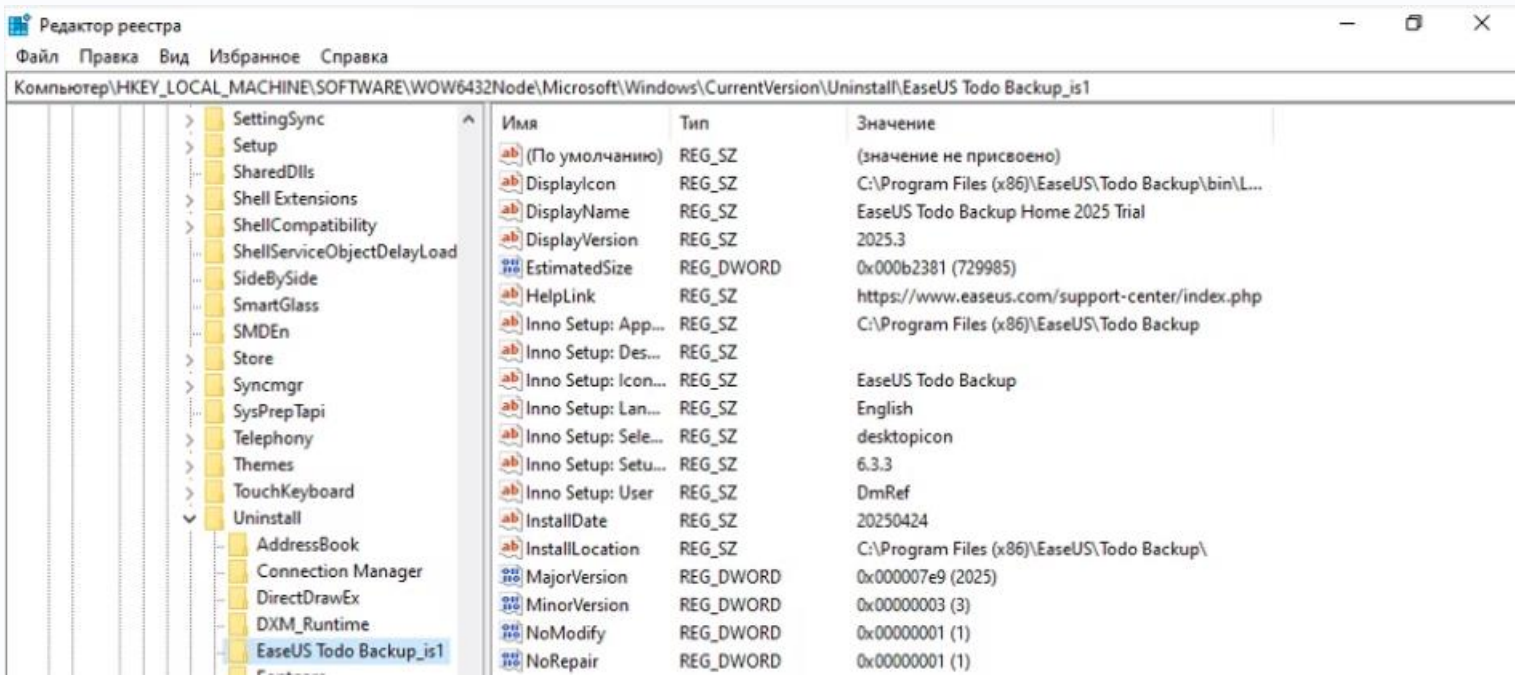 Редактор реестра
Файл Правка Вид Избранное Справка
Компьютер\HKEY_LOCAL_MACHINE\SOFTWARE\WOW6432Node\Microsoft\Windows\CurrentVersion\Uninstall\EaseUS Todo Backup_is1
SettingSync
Setup
SharedDlls
Shell Extensions
ShellCompatibility
ShellServiceObjectDelayLoad
SideBySide
SmartGlass
SMDEn
Store
Syncmgr
SysPrepTapi
Telephony
Themes
TouchKeyboard
Uninstall
AddressBook
Connection Manager
DirectDrawEx
DXM_Runtime
EaseUS Todo Backup_is1
Имя Тип Значение
(По умолчанию) REG_SZ (значение не присвоено)
DisplayIcon REG_SZ C:\Program Files (x86)\EaseUS\Todo Backup\bin\L...
DisplayName REG_SZ EaseUS Todo Backup Home 2025 Trial
DisplayVersion REG_SZ 2025.3
EstimatedSize REG_DWORD 0x000b2381 (729985)
HelpLink REG_SZ https://www.easeus.com/support-center/index.php
Inno Setup: App... REG_SZ C:\Program Files (x86)\EaseUS\Todo Backup
Inno Setup: Des... REG_SZ
Inno Setup: Icon... REG_SZ EaseUS Todo Backup
Inno Setup: Lan... REG_SZ English
Inno Setup: Sele... REG_SZ desktopicon
Inno Setup: Setu... REG_SZ 6.3.3
Inno Setup: User REG_SZ DmRef
InstallDate REG_SZ 20250424
InstallLocation REG_SZ C:\Program Files (x86)\EaseUS\Todo Backup\
MajorVersion REG_DWORD 0x000007e9 (2025)
MinorVersion REG_DWORD 0x00000003 (3)
NoModify REG_DWORD 0x00000001 (1)
NoRepair REG_DWORD 0x00000001 (1)